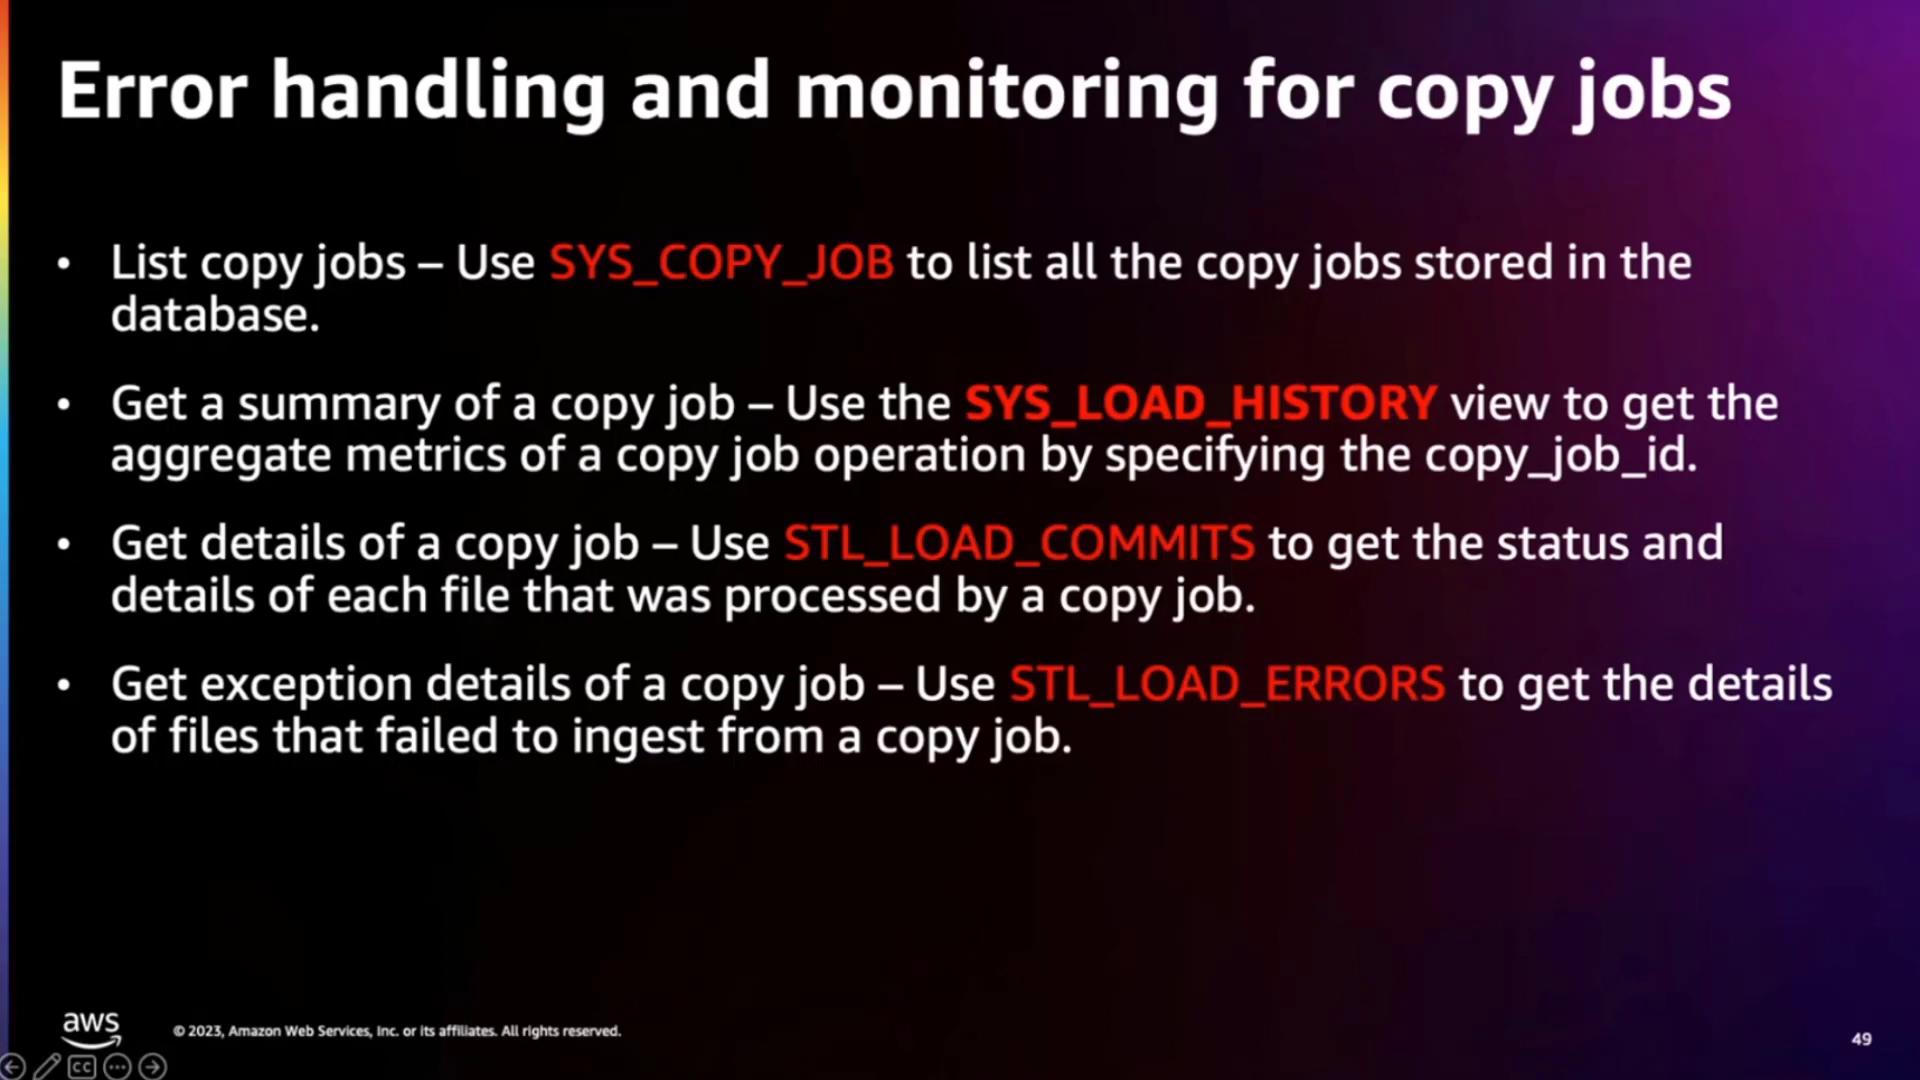 Error handling and monitoring for copy jobs
• List copy jobs – Use SYS_COPY_JOB to list all the copy jobs stored in the
database.
• Get a summary of a copy job – Use the SYS_LOAD_HISTORY view to get the
aggregate metrics of a copy job operation by specifying the copy_job_id.
• Get details of a copy job – Use STL_LOAD_COMMITS to get the status and
details of each file that was processed by a copy job.
• Get exception details of a copy job – Use STL_LOAD_ERRORS to get the details
of files that failed to ingest from a copy job.
aws
© 2023, Amazon Web Services, Inc. or its affiliates. All rights reserved.
49
CC